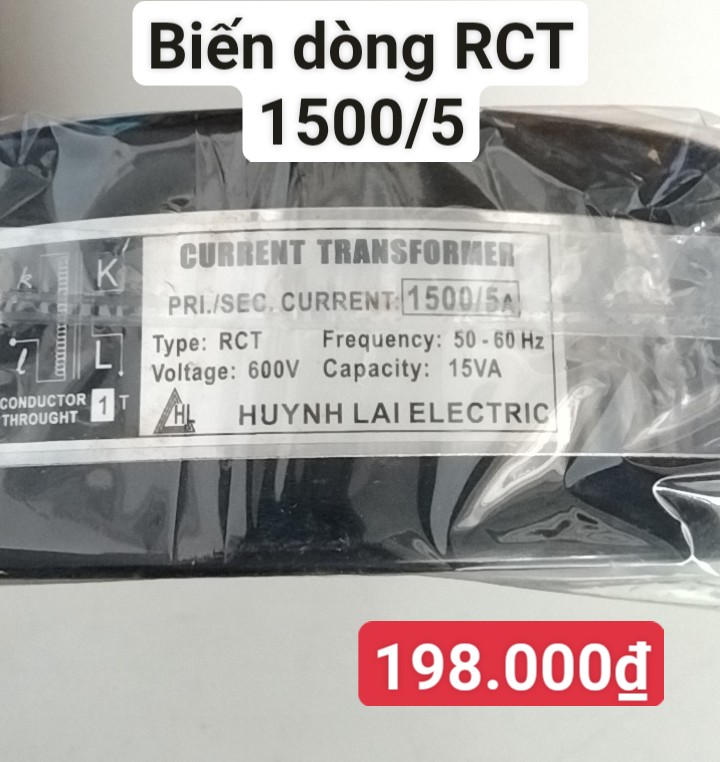 Biến dòng RCT
1500/5
CURRENT TRANSFORMER
k K
PRI./SEC. CURRENT: 1500/5A
Type: RCT Frequency: 50 - 60 Hz
l L
Voltage: 600V Capacity: 15VA
CONDUCTOR 1 T
THROUGHT
HL HUYNH LAI ELECTRIC
198.000₫